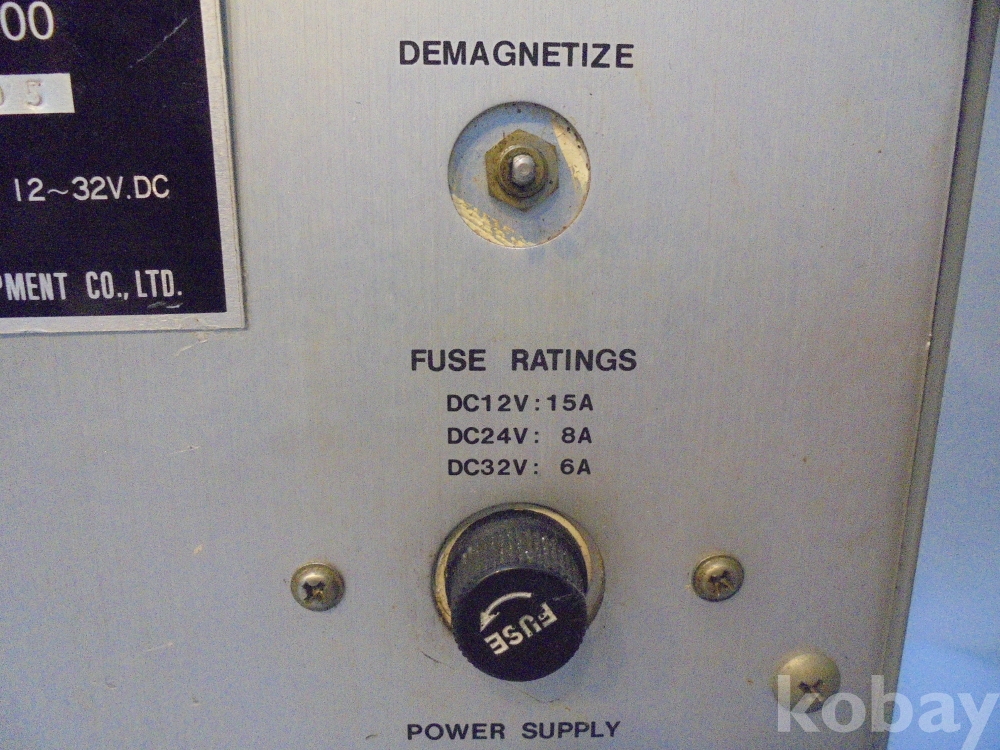 00
5
12~32V.DC
PMENT CO., LTD.
DEMAGNETIZE
FUSE RATINGS
DC12V: 15A
DC24V: 8A
DC32V: 6A
FUSE
POWER SUPPLY
kobay